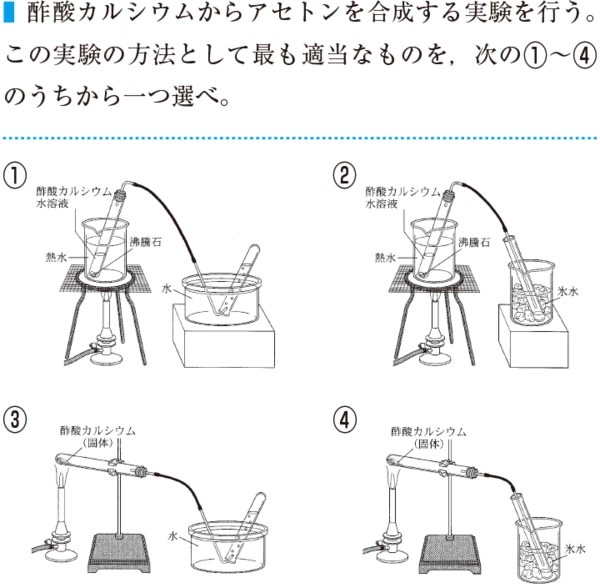 酢酸カルシウムからアセトンを合成する実験を行う。
この実験の方法として最も適当なものを，次の①～④
のうちから一つ選べ。
①
酢酸カルシウム
水溶液
沸騰石
熱水
水
②
酢酸カルシウム
水溶液
沸騰石
熱水
氷水
③
酢酸カルシウム
（固体）
水
④
酢酸カルシウム
（固体）
氷水